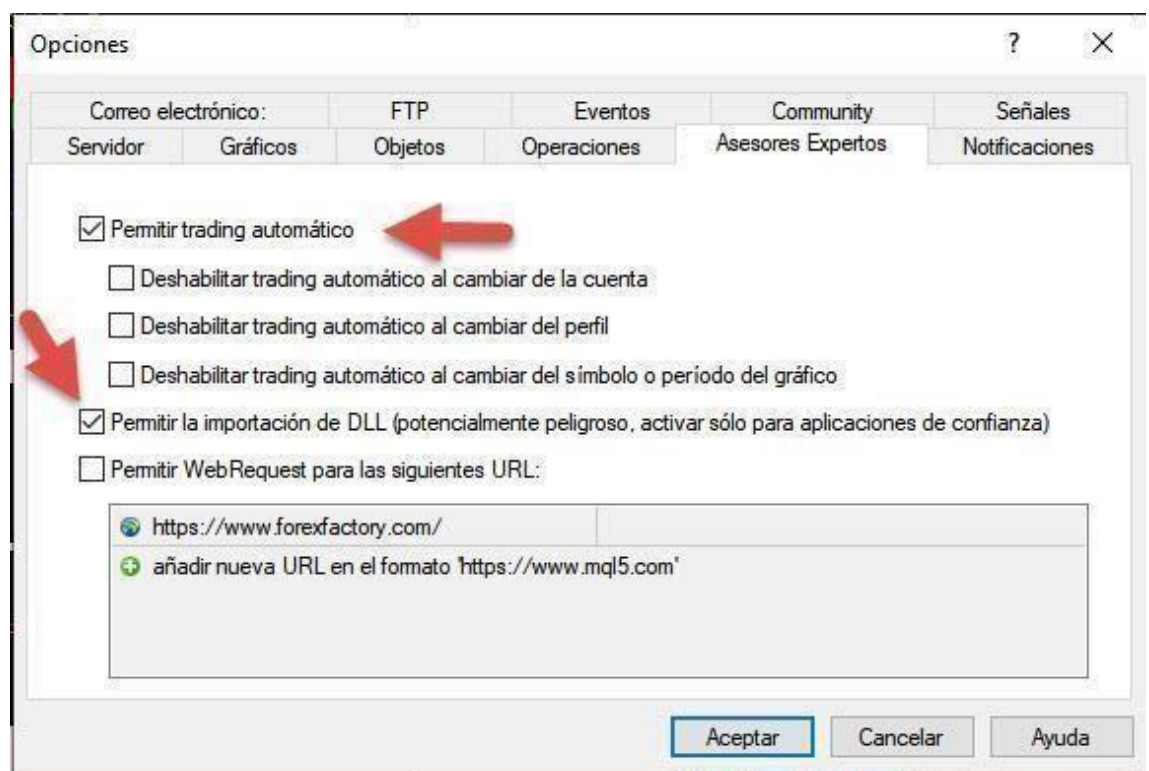 Opciones
?
Correo electrónico: FTP Eventos Community Señales
Servidor Gráficos Objetos Operaciones Asesores Expertos Notificaciones
Permitir trading automático
Deshabilitar trading automático al cambiar de la cuenta
Deshabilitar trading automático al cambiar del perfil
Deshabilitar trading automático al cambiar del símbolo o período del gráfico
Permitir la importación de DLL (potencialmente peligroso, activar sólo para aplicaciones de confianza)
Permitir WebRequest para las siguientes URL:
https://www.forexfactory.com/
añadir nueva URL en el formato 'https://www.mql5.com'
Aceptar Cancelar Ayuda